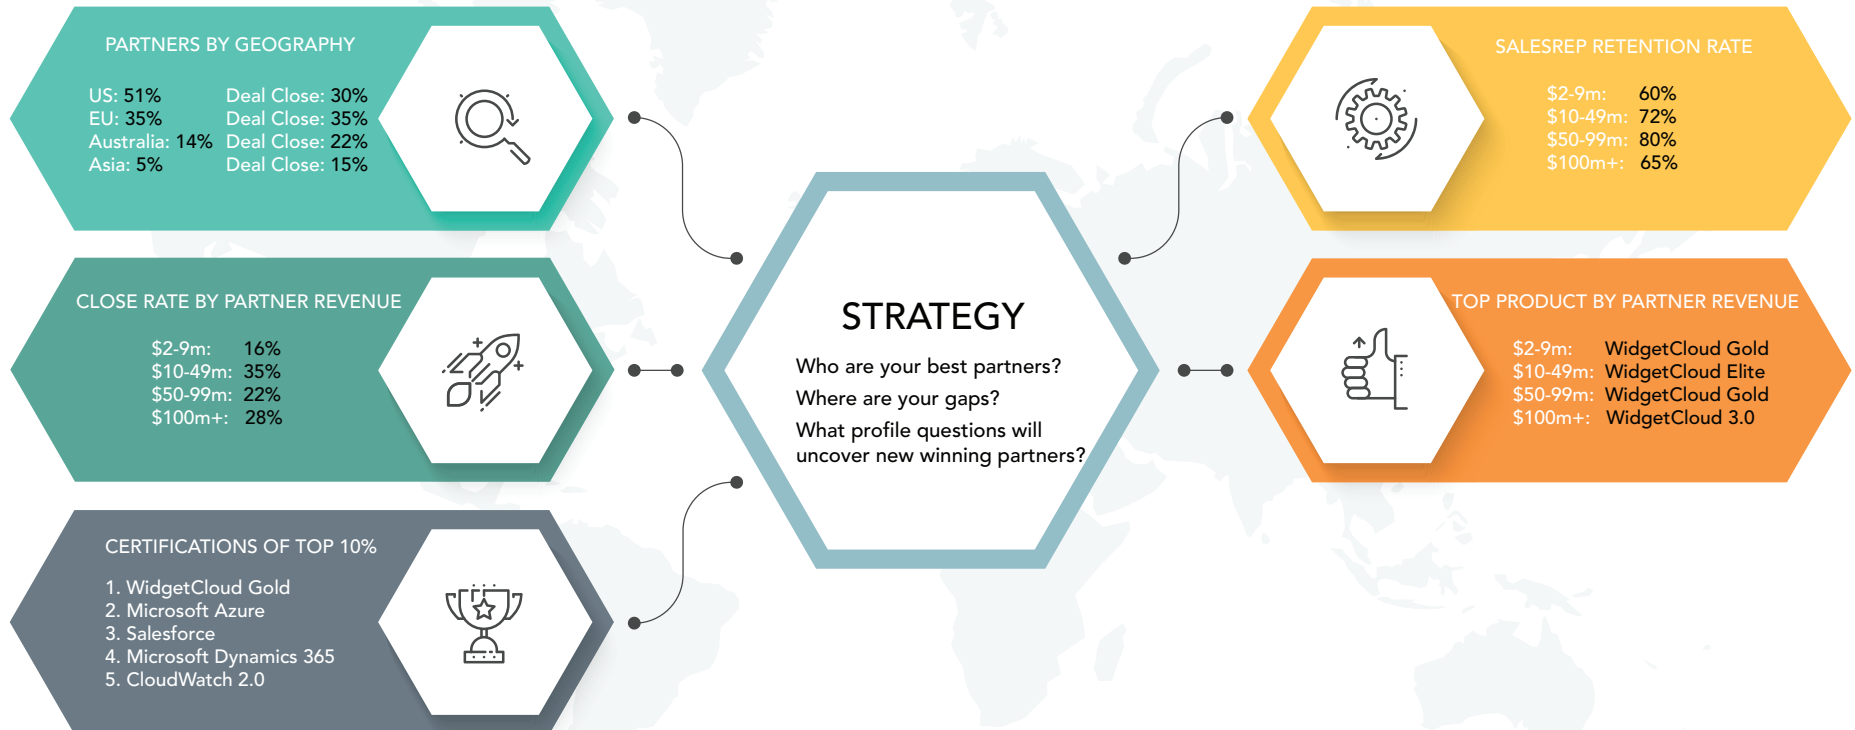 PARTNERS BY GEOGRAPHY
US: 51% Deal Close: 30%
EU: 35% Deal Close: 35%
Australia: 14% Deal Close: 22%
Asia: 5% Deal Close: 15%
CLOSE RATE BY PARTNER REVENUE
$2-9m: 16%
$10-49m: 35%
$50-99m: 22%
$100m+: 28%
CERTIFICATIONS OF TOP 10%
1. WidgetCloud Gold
2. Microsoft Azure
3. Salesforce
4. Microsoft Dynamics 365
5. CloudWatch 2.0
STRATEGY
Who are your best partners?
Where are your gaps?
What profile questions will
uncover new winning partners?
SALESREP RETENTION RATE
$2-9m: 60%
$10-49m: 72%
$50-99m: 80%
$100m+: 65%
TOP PRODUCT BY PARTNER REVENUE
$2-9m: WidgetCloud Gold
$10-49m: WidgetCloud Elite
$50-99m: WidgetCloud Gold
$100m+: WidgetCloud 3.0